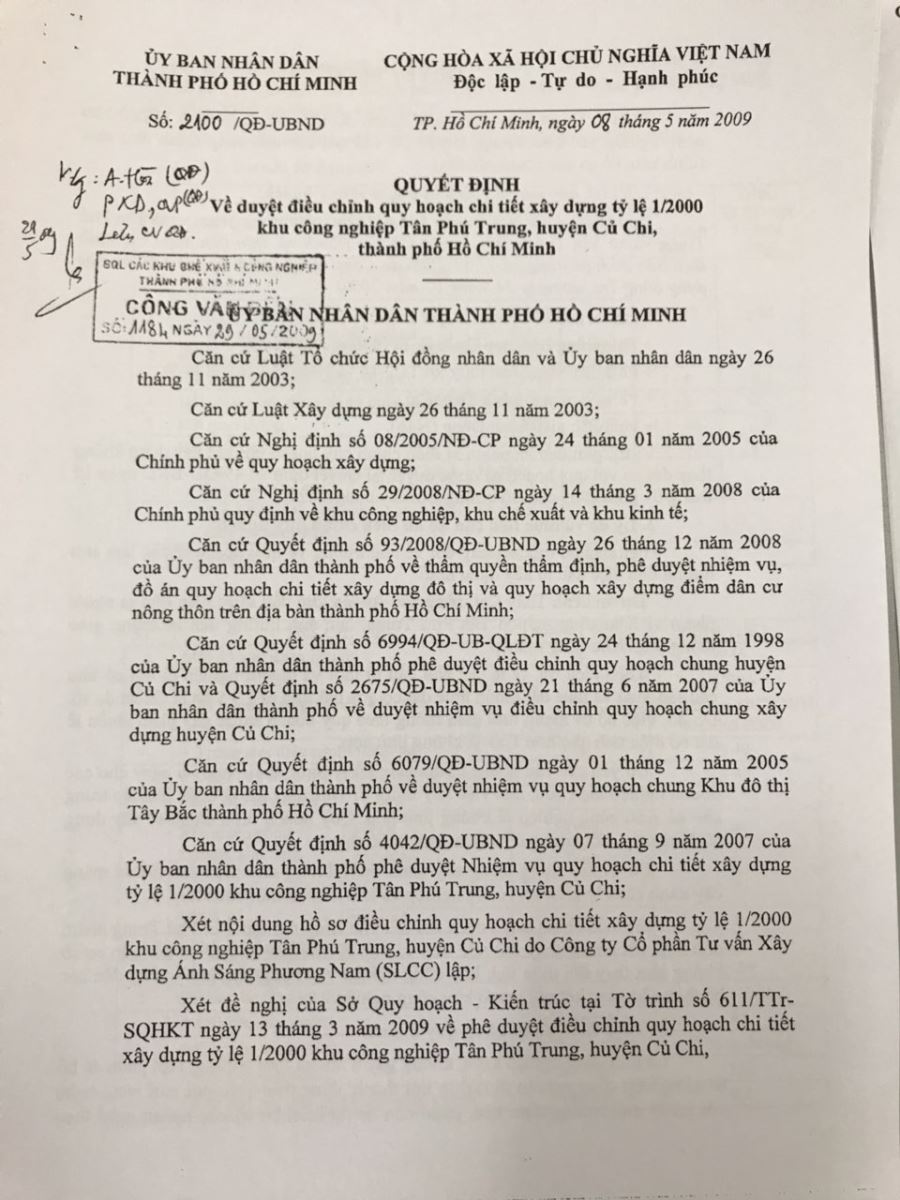 ỦY BAN NHÂN DÂN
THÀNH PHỐ HỒ CHÍ MINH
CỘNG HÒA XÃ HỘI CHỦ NGHĨA VIỆT NAM
Độc lập - Tự do - Hạnh phúc
Số: 2100 /QĐ-UBND
TP. Hồ Chí Minh, ngày 08 tháng 5 năm 2009
QUYẾT ĐỊNH
Về duyệt điều chỉnh quy hoạch chi tiết xây dựng tỷ lệ 1/2000
khu công nghiệp Tân Phú Trung, huyện Củ Chi,
thành phố Hồ Chí Minh
BQL CÁC KHU CHẾ XUẤT & CÔNG NGHIỆP
THÀNH PHỐ HỒ CHÍ MINH
CÔNG VĂN
SỐ: 1184 NGÀY 29/05/2009
ỦY BAN NHÂN DÂN THÀNH PHỐ HỒ CHÍ MINH
Căn cứ Luật Tổ chức Hội đồng nhân dân và Ủy ban nhân dân ngày 26
tháng 11 năm 2003;
Căn cứ Luật Xây dựng ngày 26 tháng 11 năm 2003;
Căn cứ Nghị định số 08/2005/NĐ-CP ngày 24 tháng 01 năm 2005 của
Chính phủ về quy hoạch xây dựng;
Căn cứ Nghị định số 29/2008/NĐ-CP ngày 14 tháng 3 năm 2008 của
Chính phủ quy định về khu công nghiệp, khu chế xuất và khu kinh tế;
Căn cứ Quyết định số 93/2008/QĐ-UBND ngày 26 tháng 12 năm 2008
của Ủy ban nhân dân thành phố về thẩm quyền thẩm định, phê duyệt nhiệm vụ,
đồ án quy hoạch chi tiết xây dựng đô thị và quy hoạch xây dựng điểm dân cư
nông thôn trên địa bàn thành phố Hồ Chí Minh;
Căn cứ Quyết định số 6994/QĐ-UB-QLĐT ngày 24 tháng 12 năm 1998
của Ủy ban nhân dân thành phố phê duyệt điều chỉnh quy hoạch chung huyện
Củ Chi và Quyết định số 2675/QĐ-UBND ngày 21 tháng 6 năm 2007 của Ủy
ban nhân dân thành phố về duyệt nhiệm vụ điều chỉnh quy hoạch chung xây
dựng huyện Củ Chi;
Căn cứ Quyết định số 6079/QĐ-UBND ngày 01 tháng 12 năm 2005
của Ủy ban nhân dân thành phố về duyệt nhiệm vụ quy hoạch chung Khu đô thị
Tây Bắc thành phố Hồ Chí Minh;
Căn cứ Quyết định số 4042/QĐ-UBND ngày 07 tháng 9 năm 2007 của
Ủy ban nhân dân thành phố phê duyệt Nhiệm vụ quy hoạch chi tiết xây dựng
tỷ lệ 1/2000 khu công nghiệp Tân Phú Trung, huyện Củ Chi;
Xét nội dung hồ sơ điều chỉnh quy hoạch chi tiết xây dựng tỷ lệ 1/2000
khu công nghiệp Tân Phú Trung, huyện Củ Chi do Công ty Cổ phần Tư vấn Xây
dựng Ánh Sáng Phương Nam (SLCC) lập;
Xét đề nghị của Sở Quy hoạch - Kiến trúc tại Tờ trình số 611/TTr-
SQHKT ngày 13 tháng 3 năm 2009 về phê duyệt điều chỉnh quy hoạch chi tiết
xây dựng tỷ lệ 1/2000 khu công nghiệp Tân Phú Trung, huyện Củ Chi,